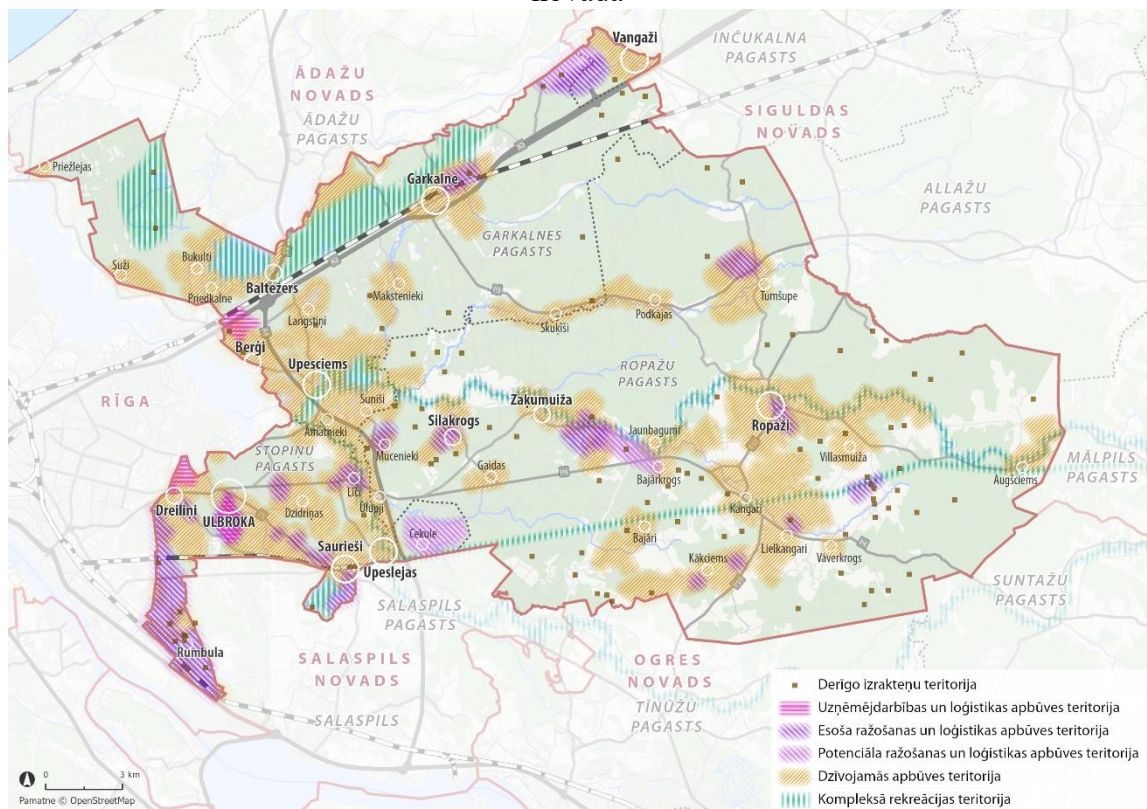 Vangaži
INČUKALNA
PAGASTS
ĀDAŽU
NOVADS
ĀDAŽU
PAGASTS
SIGULDAS
NOVADS
Priežlejas
Garkalne
ALLAŽU
PAGASTS
GARKALNES
PAGASTS
Bukulti
Suži
Priedkalne
Baltezers
Makstenieki
Langstiņi
Tumšupe
Podkājas
Skuķīši
Berģi
Upesciems
ROPAŽU
PAGASTS
RĪGA
Suniši
Zaķumuiža
Ropaži
Amatnieki
Silakrogs
Mucenieki
Jaunbagumi
STOPIŅU
PAGASTS
Gaidas
Bajārkrogs
Villasmuiža
MĀLPILS
PAGASTS
Augšciems
Līči
Ulupji
Dreiliņi
ULBROKA
Dzidriņas
Kangari
Cekule
Bajāri
Lielkangari
Vāverkrogs
Saurieši
Upeslejas
Kākciems
SUNTAŽU
PAGASTS
SALASPILS
PAGASTS
Rumbula
SALASPILS
NOVADS
OGRES
NOVADS
TĪNŪŽU
PAGASTS
SALASPILS
Derīgo izrakteņu teritorija
Uzņēmējdarbības un loģistikas apbūves teritorija
Esoša ražošanas un loģistikas apbūves teritorija
Potenciāla ražošanas un loģistikas apbūves teritorija
Dzīvojamās apbūves teritorija
Kompleksā rekreācijas teritorija
0 3 km
Pamatne © OpenStreetMap